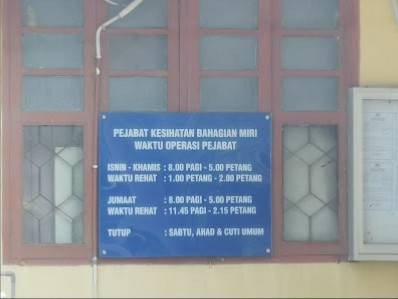 PEJABAT KESIHATAN BAHAGIAN MIRI
WAKTU OPERASI PEJABAT
ISNIN - KHAMIS : 8.00 PAGI - 5.00 PETANG
WAKTU REHAT : 1.00 PETANG - 2.00 PETANG
JUMAAT : 8.00 PAGI - 5.00 PETANG
WAKTU REHAT : 11.45 PAGI - 2.15 PETANG
TUTUP : SABTU, AHAD & CUTI UMUM